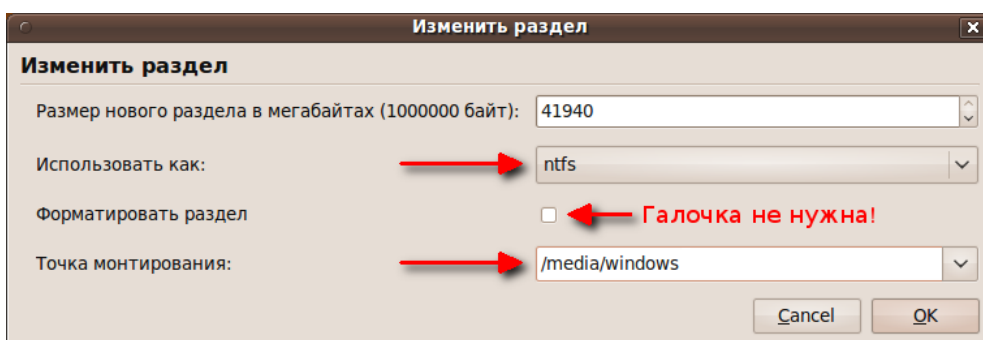 Изменить раздел
Изменить раздел
Размер нового раздела в мегабайтах (1000000 байт): 41940
Использовать как: ntfs
Форматировать раздел Галочка не нужна!
Точка монтирования: /media/windows
Cancel OK